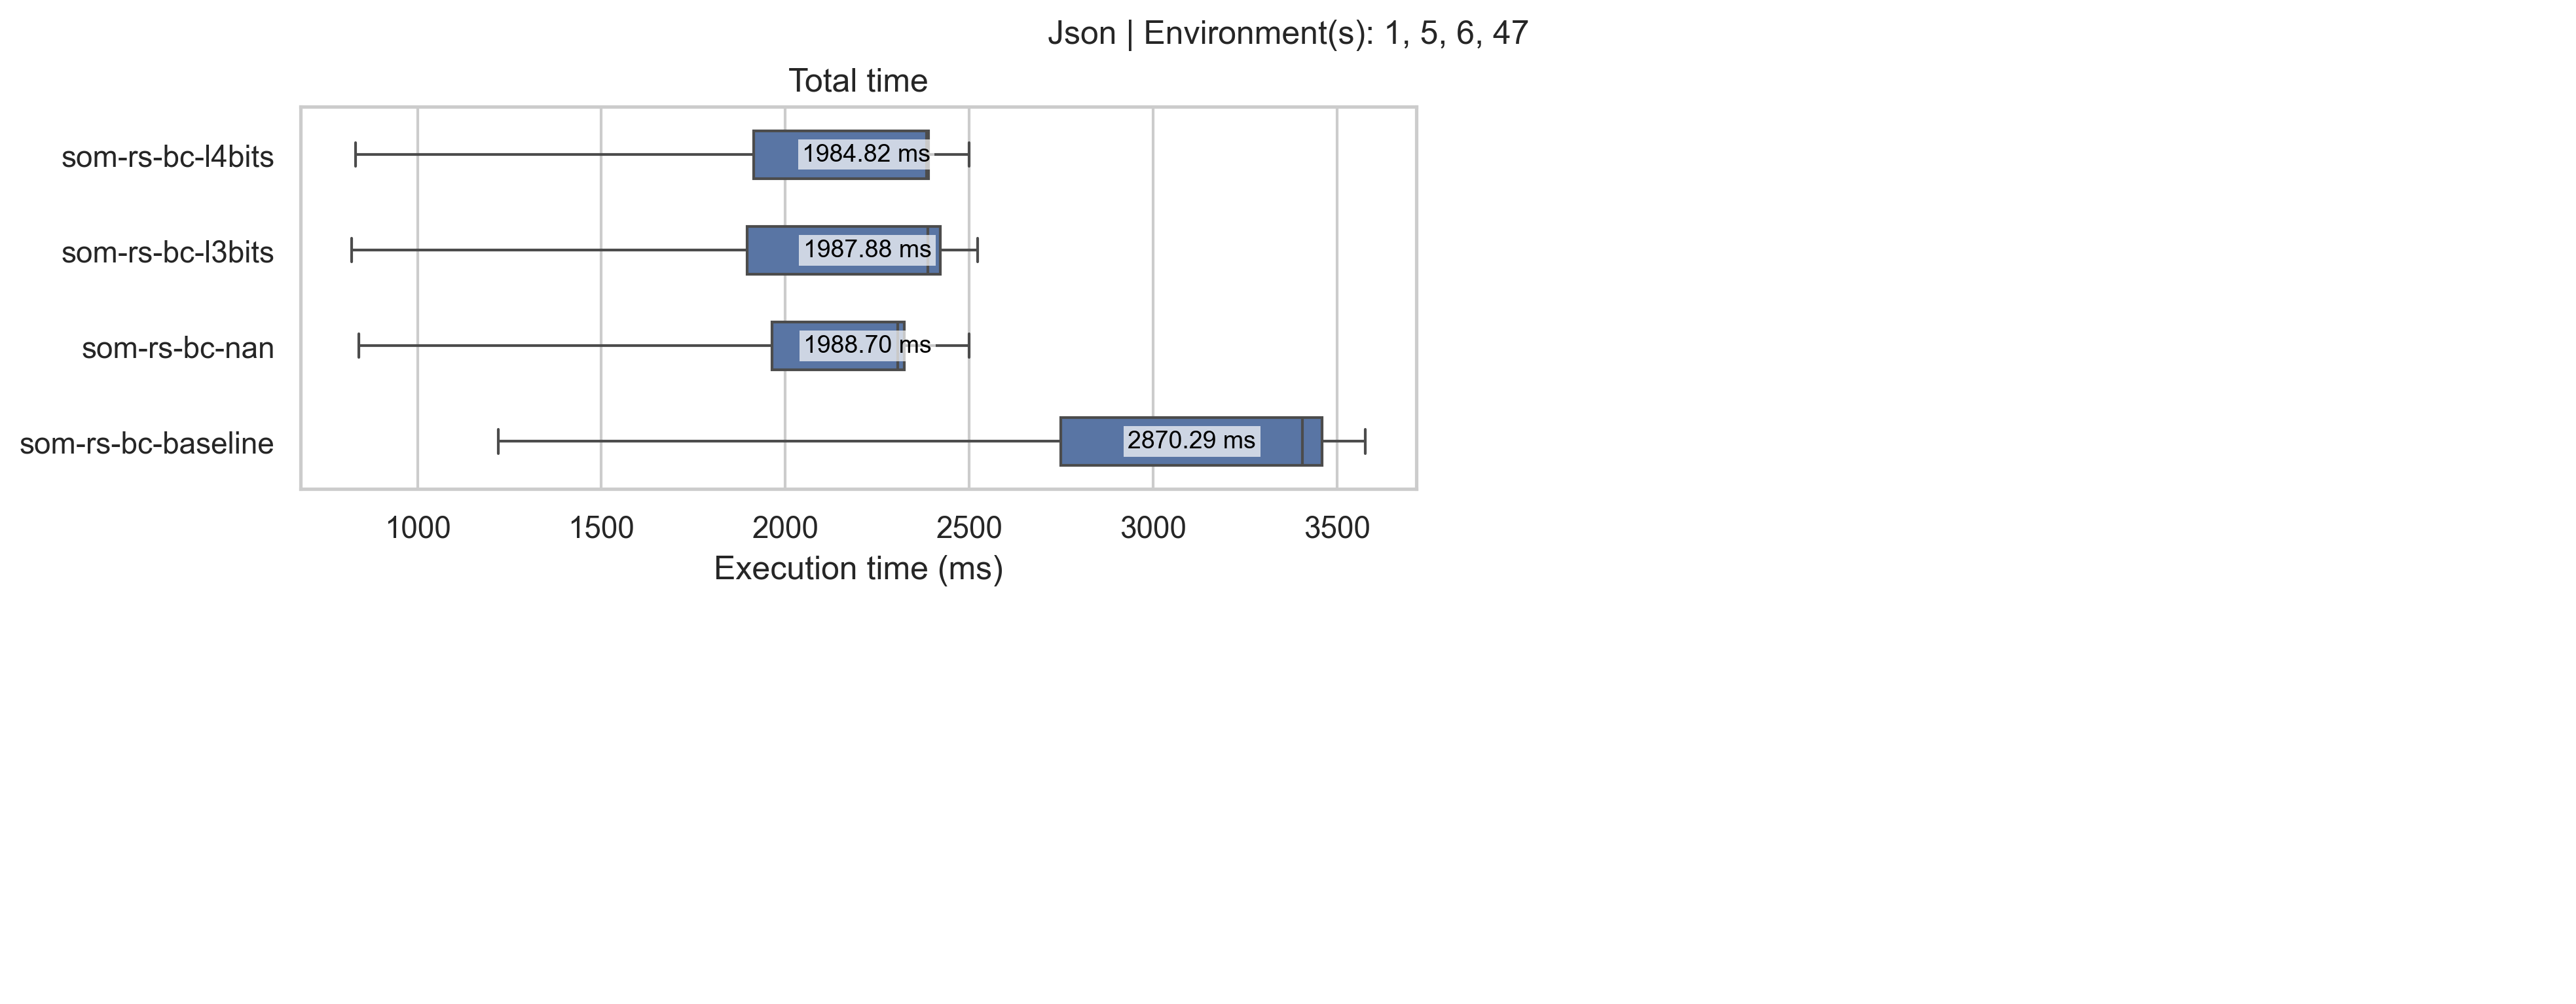 Json | Environment(s): 1, 5, 6, 47
Total time
som-rs-bc-l4bits
1984.82 ms
som-rs-bc-l3bits
1987.88 ms
som-rs-bc-nan
1988.70 ms
som-rs-bc-baseline
2870.29 ms
1000 1500 2000 2500 3000 3500
Execution time (ms)